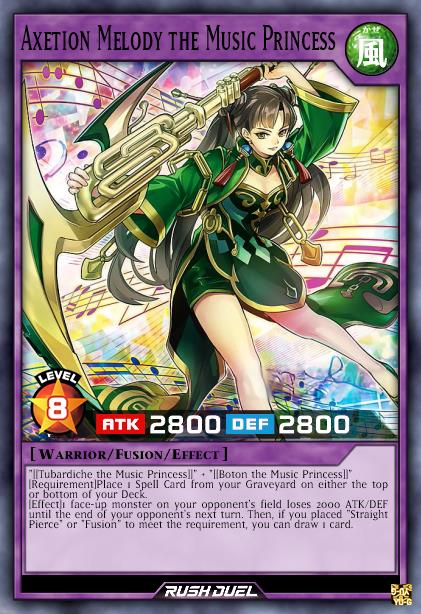 Axetion Melody the Music Princess
かぜ
風
LEVEL
8
ATK 2800 DEF 2800
[ Warrior/Fusion/Effect ]
"[[Tubardiche the Music Princess]]" + "[[Boton the Music Princess]]"
[Requirement]Place 1 Spell Card from your Graveyard on either the top
or bottom of your Deck.
[Effect]1 face-up monster on your opponent's field loses 2000 ATK/DEF
until the end of your opponent's next turn. Then, if you placed "Straight
Pierce" or "Fusion" to meet the requirement, you can draw 1 card.
RUSH DUEL